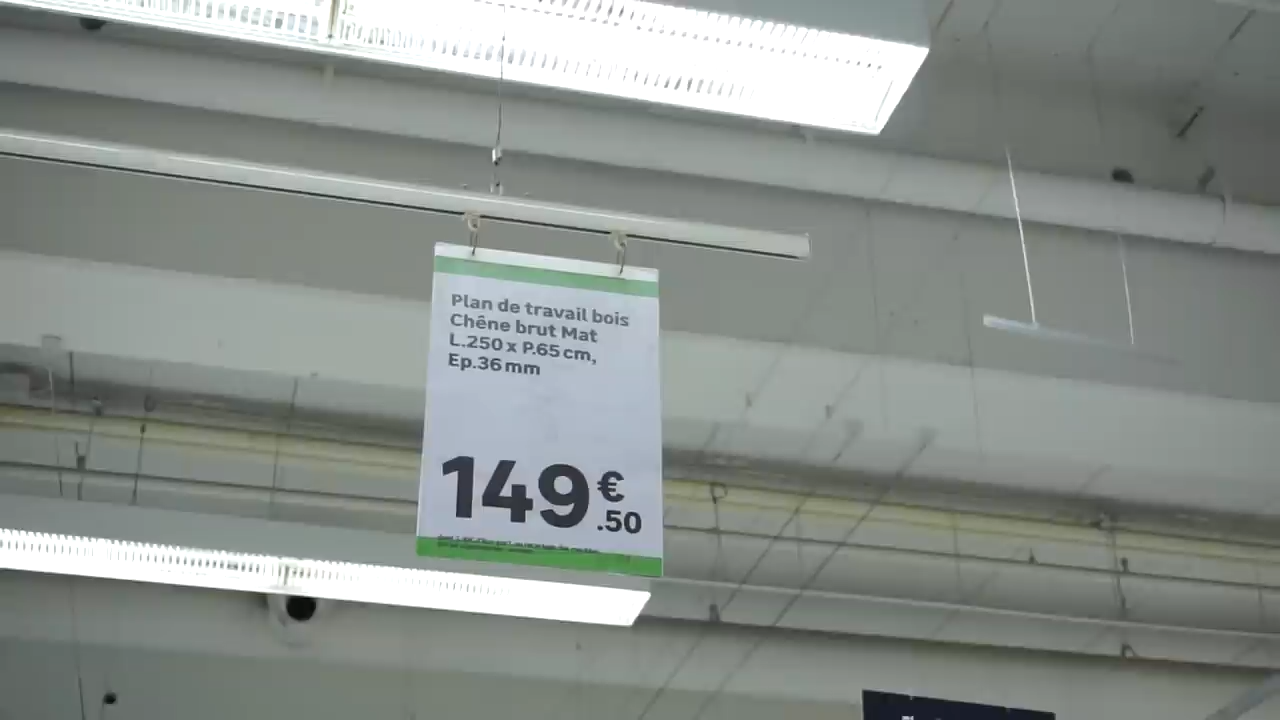 Plan de travail bois
Chêne brut Mat
L.250 x P.65 cm,
Ep.36 mm
149€.50